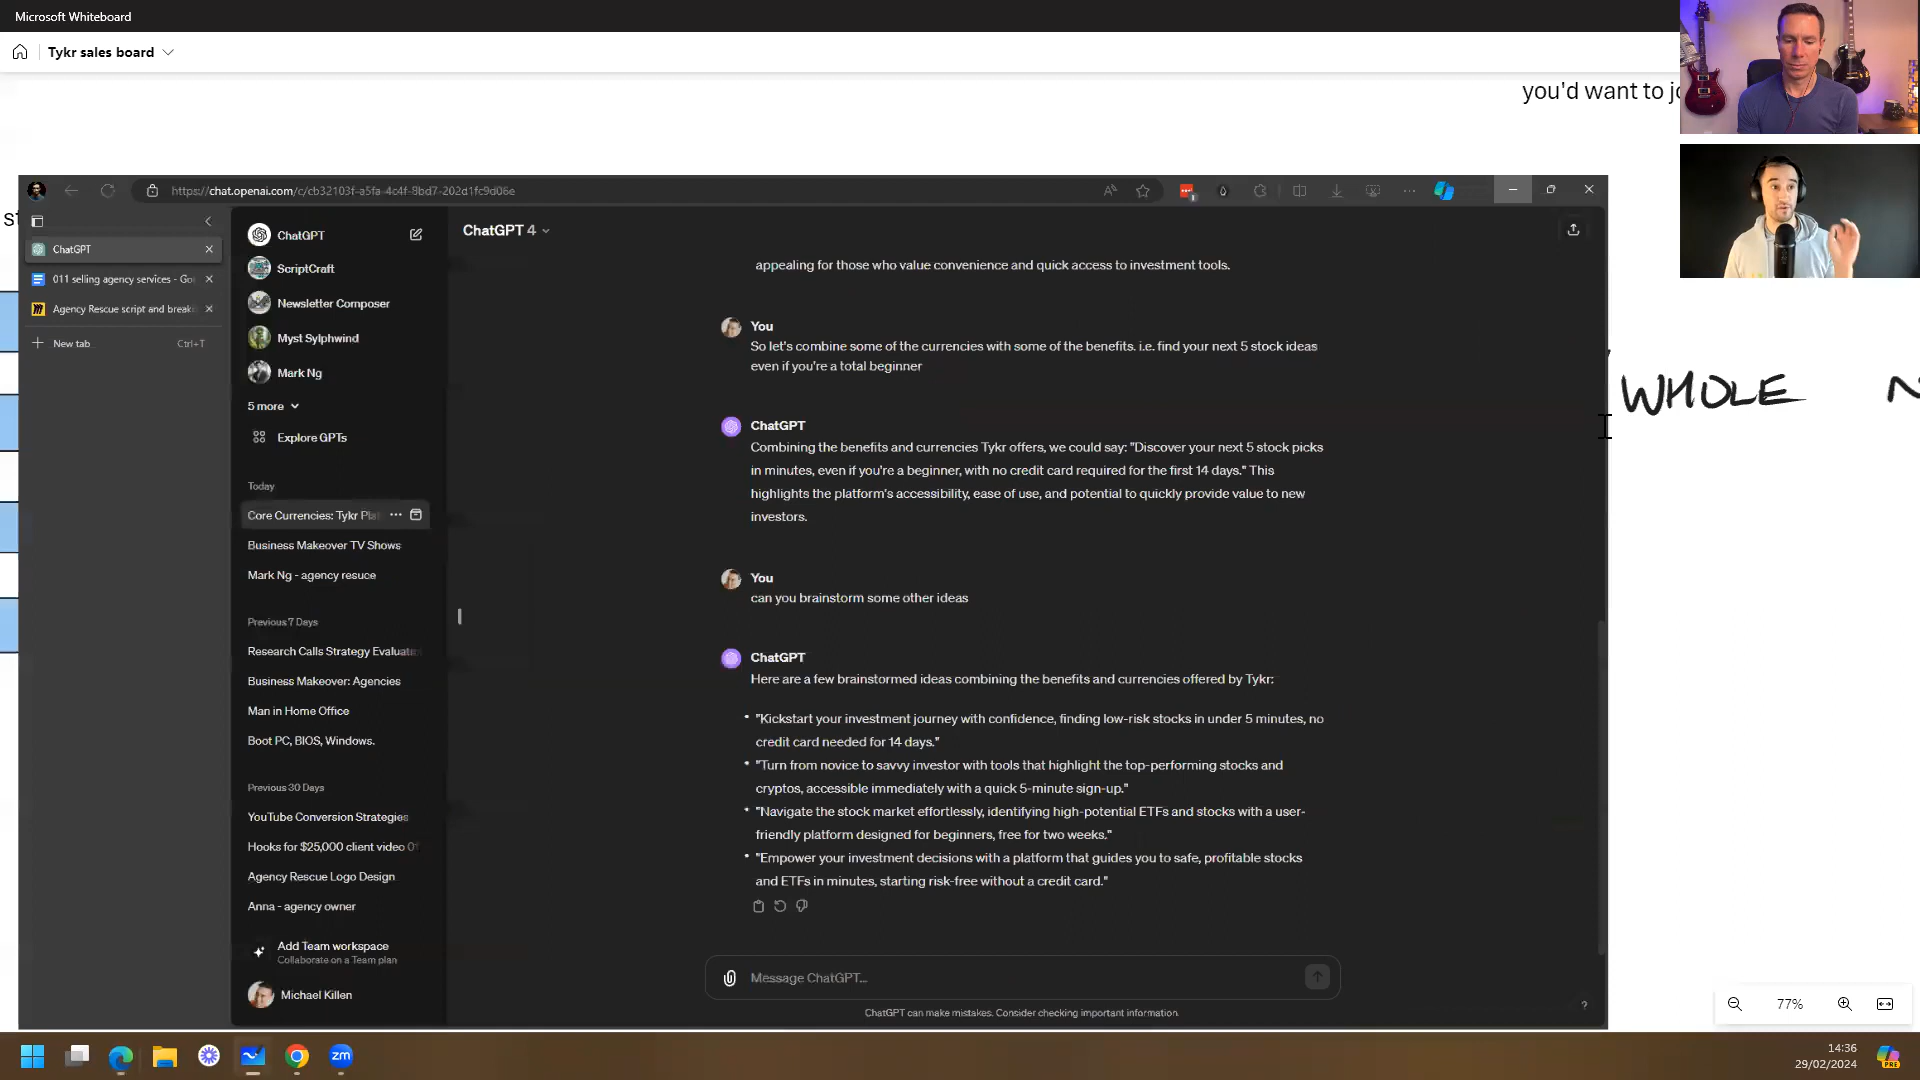 Microsoft Whiteboard
Tykr sales board
you'd want to
https://chat.openai.com/c/cb32103f-a5fa-4c4f-8bd7-202d1fc9d06e
ChatGPT
011 selling agency services - Go
Agency Rescue script and break
New tab Ctrl+T
ChatGPT
ScriptCraft
Newsletter Composer
Myst Sylphwind
Mark Ng
5 more
Explore GPTs
Today
Core Currencies: Tykr Pla
Business Makeover TV Shows
Mark Ng - agency resuce
Previous 7 Days
Research Calls Strategy Evaluati
Business Makeover: Agencies
Man in Home Office
Boot PC, BIOS, Windows.
Previous 30 Days
YouTube Conversion Strategies
Hooks for $25,000 client video 01
Agency Rescue Logo Design
Anna - agency owner
Add Team workspace
Collaborate on a Team plan
Michael Killen
ChatGPT 4
appealing for those who value convenience and quick access to investment tools.
You
So let's combine some of the currencies with some of the benefits. i.e. find your next 5 stock ideas
even if you're a total beginner
ChatGPT
Combining the benefits and currencies Tykr offers, we could say: "Discover your next 5 stock picks
in minutes, even if you're a beginner, with no credit card required for the first 14 days." This
highlights the platform's accessibility, ease of use, and potential to quickly provide value to new
investors.
You
can you brainstorm some other ideas
ChatGPT
Here are a few brainstormed ideas combining the benefits and currencies offered by Tykr:
• "Kickstart your investment journey with confidence, finding low-risk stocks in under 5 minutes, no
credit card needed for 14 days."
• "Turn from novice to savvy investor with tools that highlight the top-performing stocks and
cryptos, accessible immediately with a quick 5-minute sign-up."
• "Navigate the stock market effortlessly, identifying high-potential ETFs and stocks with a user-
friendly platform designed for beginners, free for two weeks."
• "Empower your investment decisions with a platform that guides you to safe, profitable stocks
and ETFs in minutes, starting risk-free without a credit card."
Message ChatGPT...
ChatGPT can make mistakes. Consider checking important information.
?
WHOLE N
77%
zm
14:36
29/02/2024
PRE